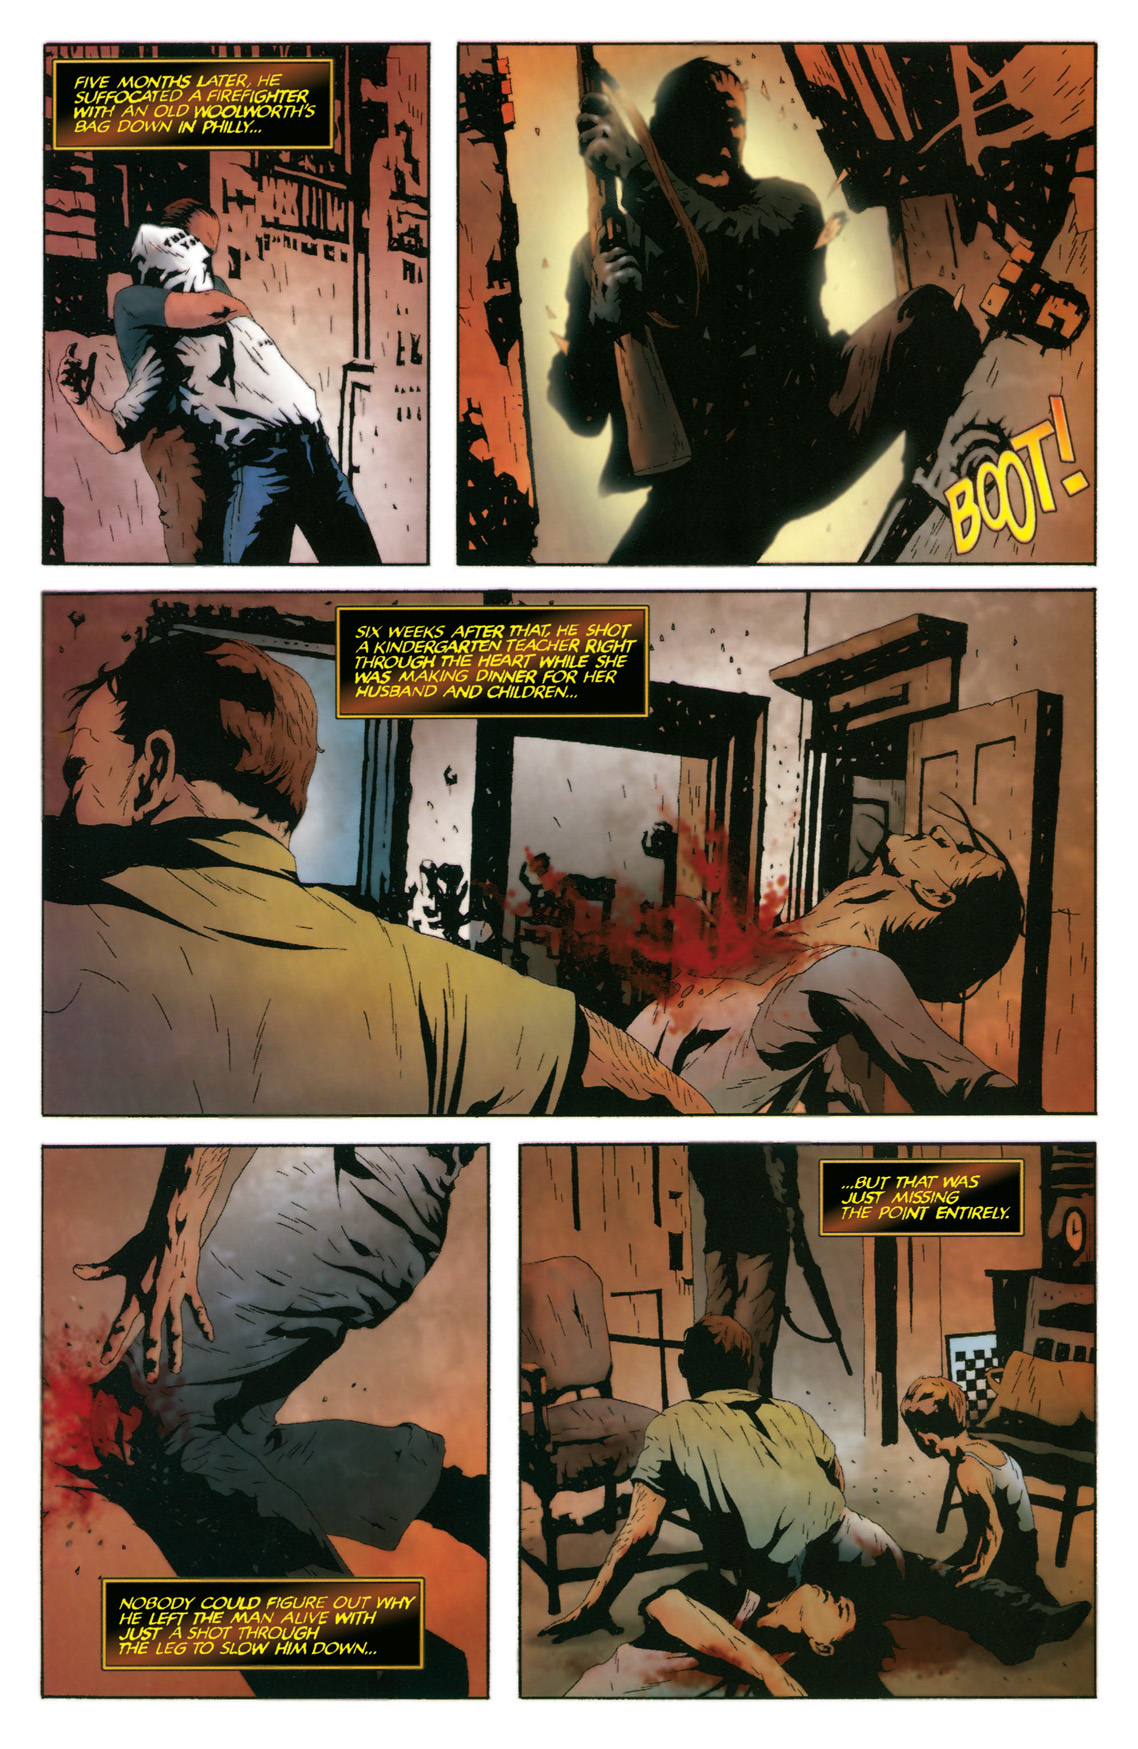 FIVE MONTHS LATER, HE
SUFFOCATED A FIREFIGHTER
WITH AN OLD WOOLWORTH'S
BAG DOWN IN PHILLY...
BOOT!
SIX WEEKS AFTER THAT, HE SHOT
A KINDERGARTEN TEACHER RIGHT
THROUGH THE HEART WHILE SHE
WAS MAKING DINNER FOR HER
HUSBAND AND CHILDREN...
NOBODY COULD FIGURE OUT WHY
HE LEFT THE MAN ALIVE WITH
JUST A SHOT THROUGH
THE LEG TO SLOW HIM DOWN...
...BUT THAT WAS
JUST MISSING
THE POINT ENTIRELY.